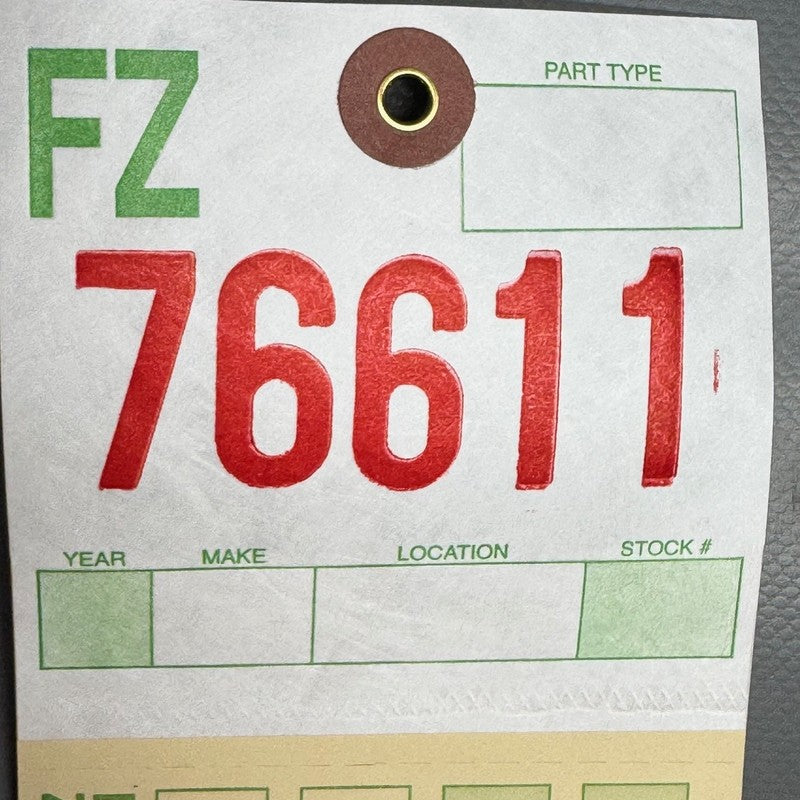 FZ
PART TYPE
76611
YEAR MAKE LOCATION STOCK #